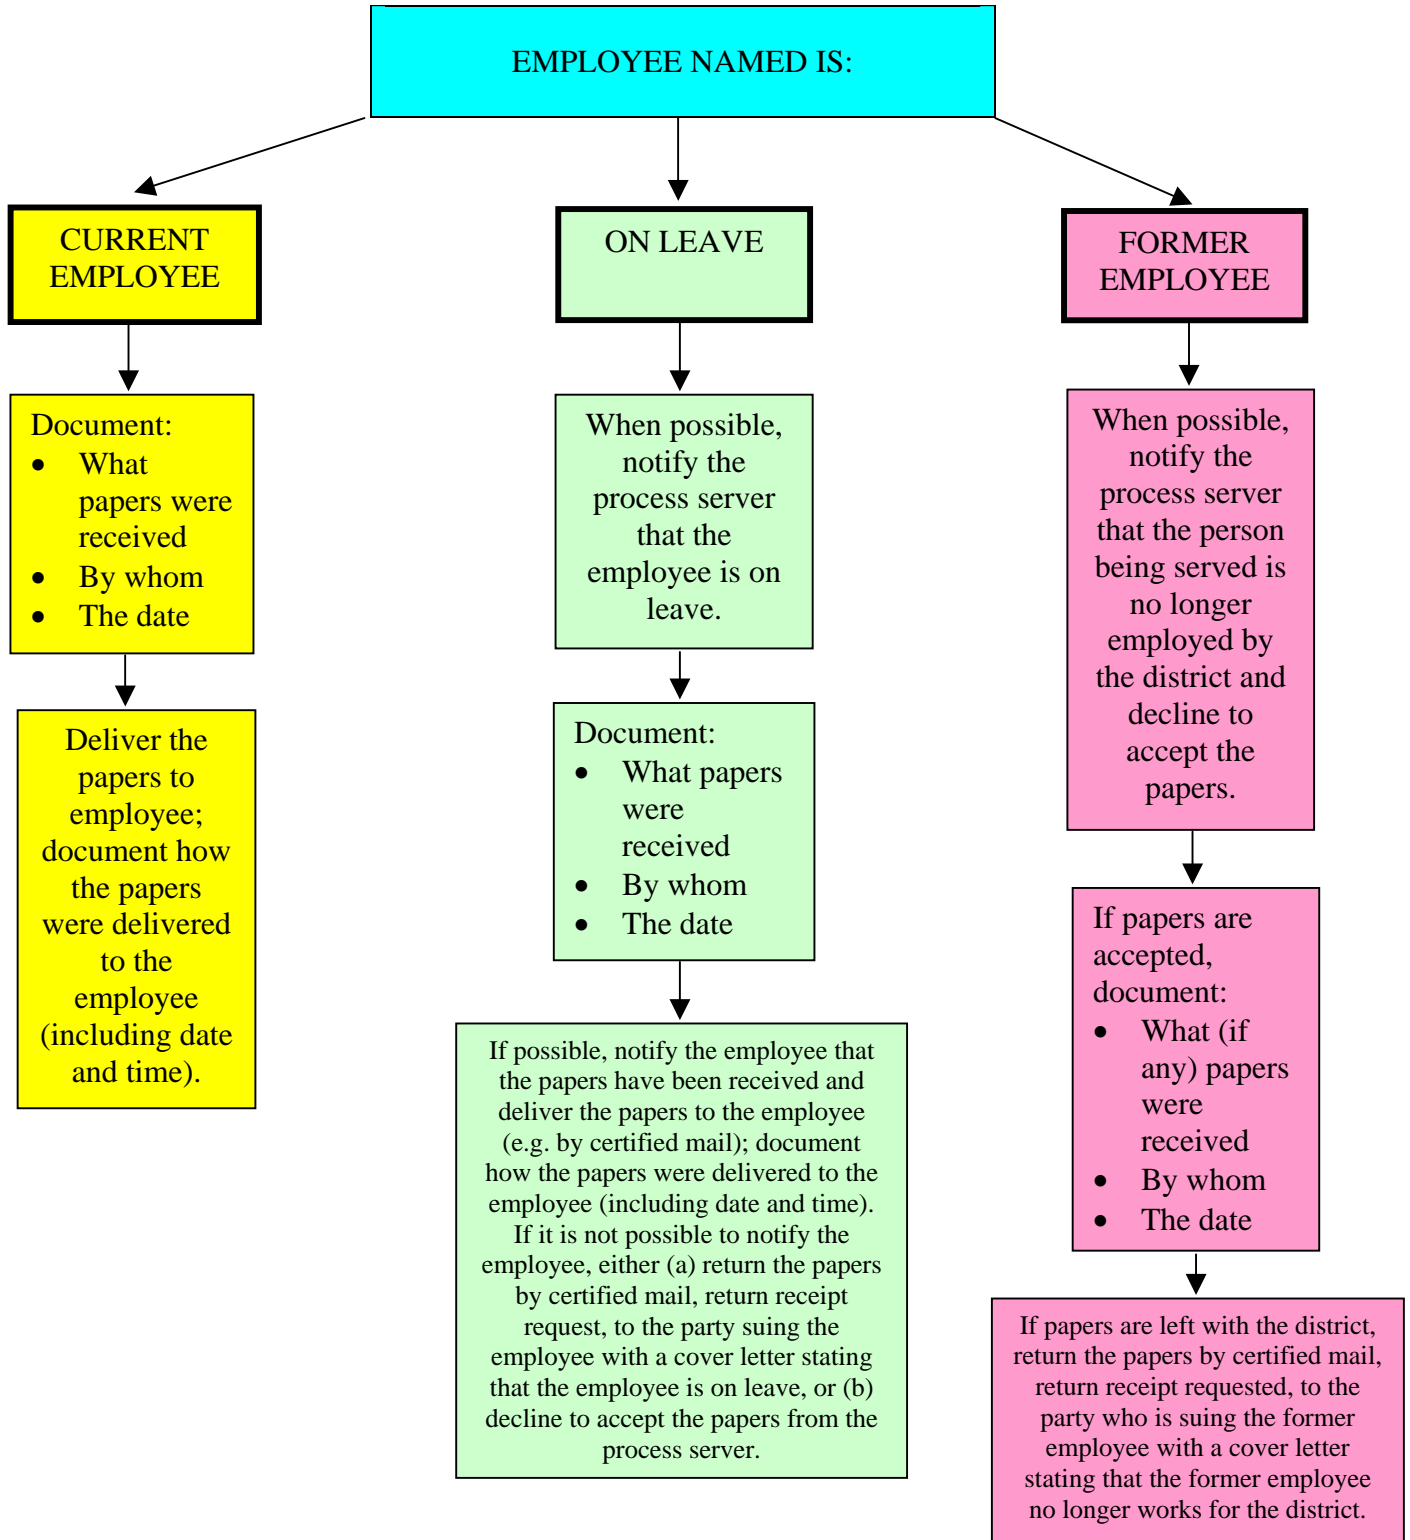 EMPLOYEE NAMED IS:
CURRENT
EMPLOYEE
Document:
• What
papers were
received
• By whom
• The date
Deliver the
papers to
employee;
document how
the papers
were delivered
to the
employee
(including date
and time).
ON LEAVE
When possible,
notify the
process server
that the
employee is on
leave.
Document:
• What papers
were
received
• By whom
• The date
If possible, notify the employee that
the papers have been received and
deliver the papers to the employee
(e.g. by certified mail); document
how the papers were delivered to the
employee (including date and time).
If it is not possible to notify the
employee, either (a) return the papers
by certified mail, return receipt
request, to the party suing the
employee with a cover letter stating
that the employee is on leave, or (b)
decline to accept the papers from the
process server.
FORMER
EMPLOYEE
When possible,
notify the
process server
that the person
being served is
no longer
employed by
the district and
decline to
accept the
papers.
If papers are
accepted,
document:
• What (if
any) papers
were
received
• By whom
• The date
If papers are left with the district,
return the papers by certified mail,
return receipt requested, to the
party who is suing the former
employee with a cover letter
stating that the former employee
no longer works for the district.